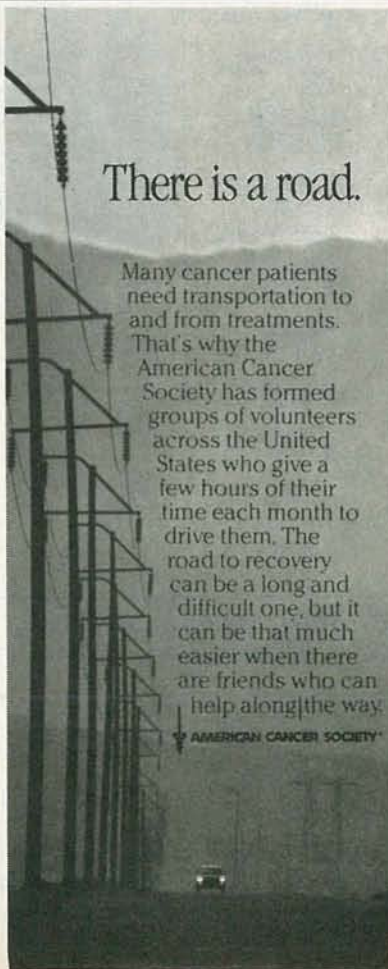 There is a road.
Many cancer patients
need transportation to
and from treatments.
That's why the
American Cancer
Society has formed
groups of volunteers
across the United
States who give a
few hours of their
time each month to
drive them. The
road to recovery
can be a long and
difficult one, but it
can be that much
easier when there
are friends who can
help along the way.
AMERICAN CANCER SOCIETY®